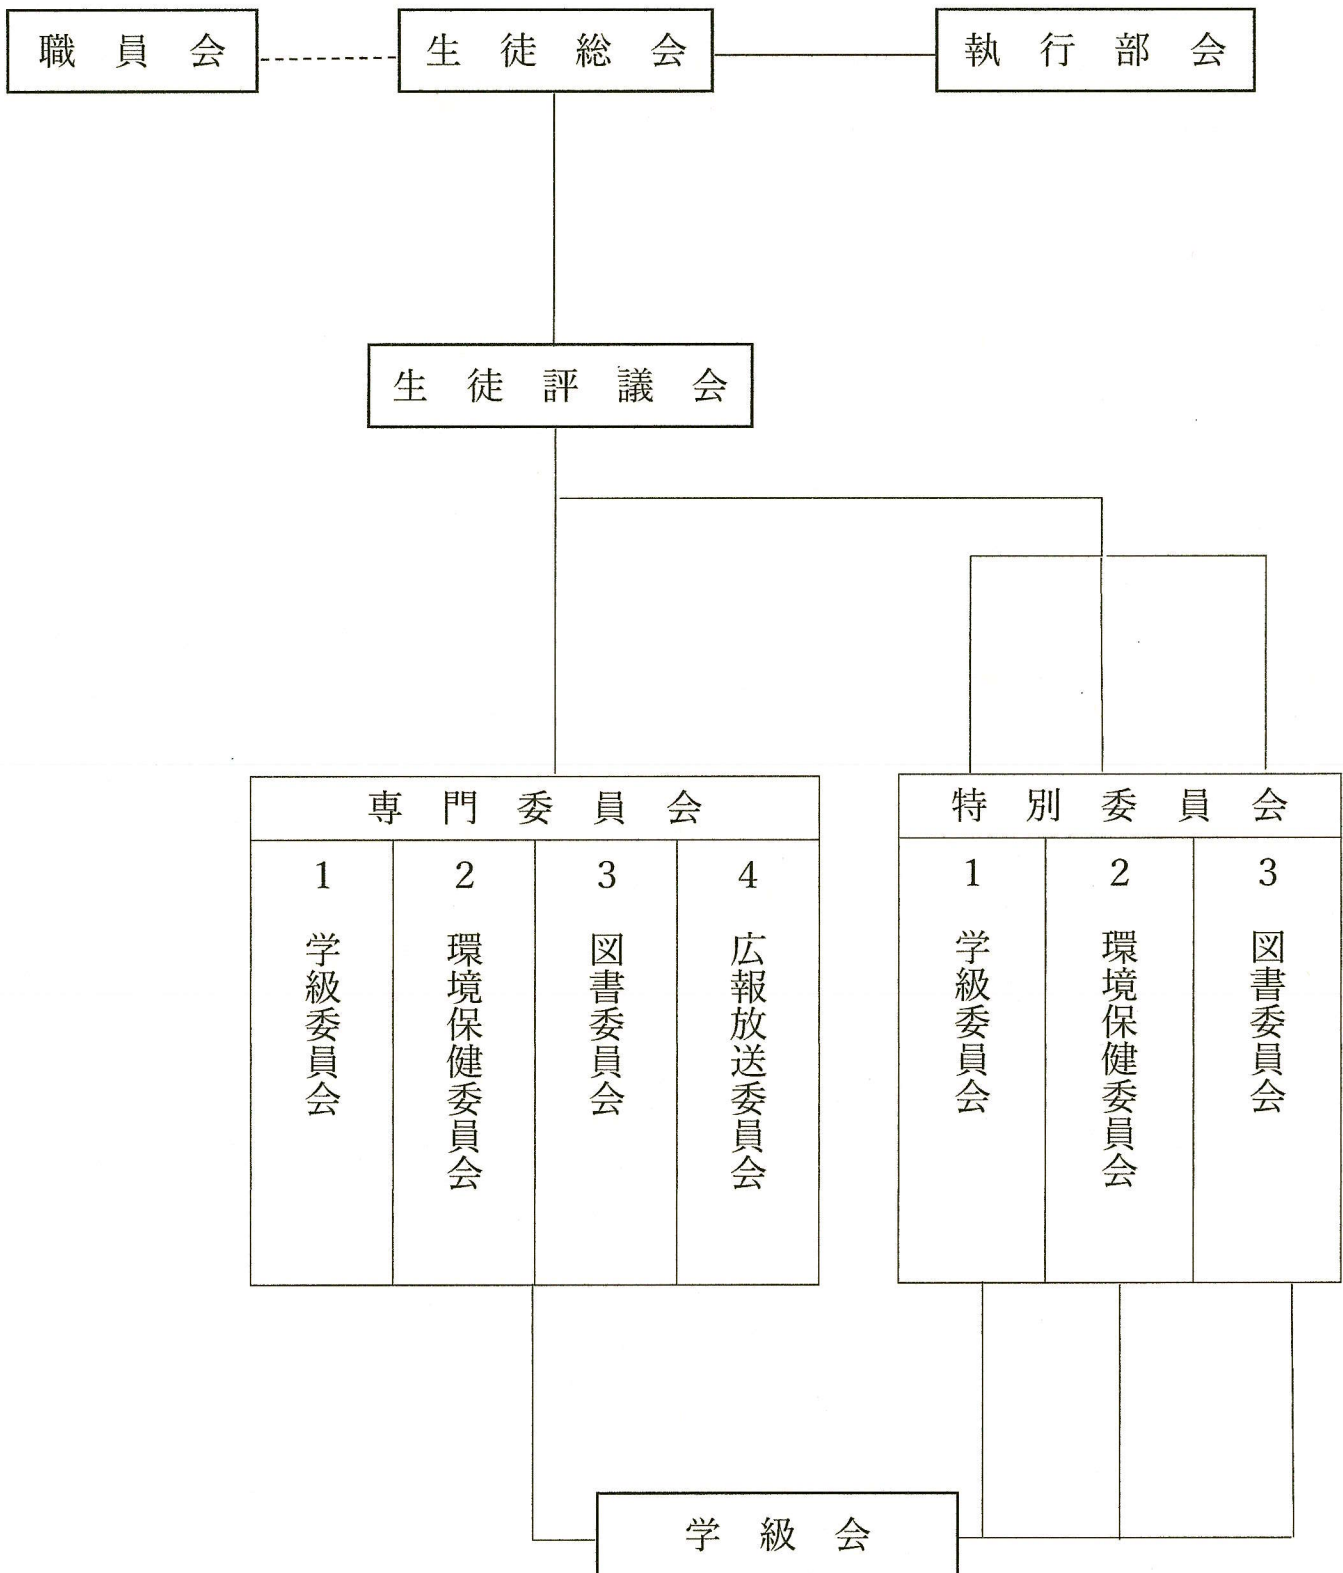 職員会
生徒総会
執行部会
生徒評議会
専門委員会
1 学級委員会
2 環境保健委員会
3 図書委員会
4 広報放送委員会
特別委員会
1 学級委員会
2 環境保健委員会
3 図書委員会
学級会